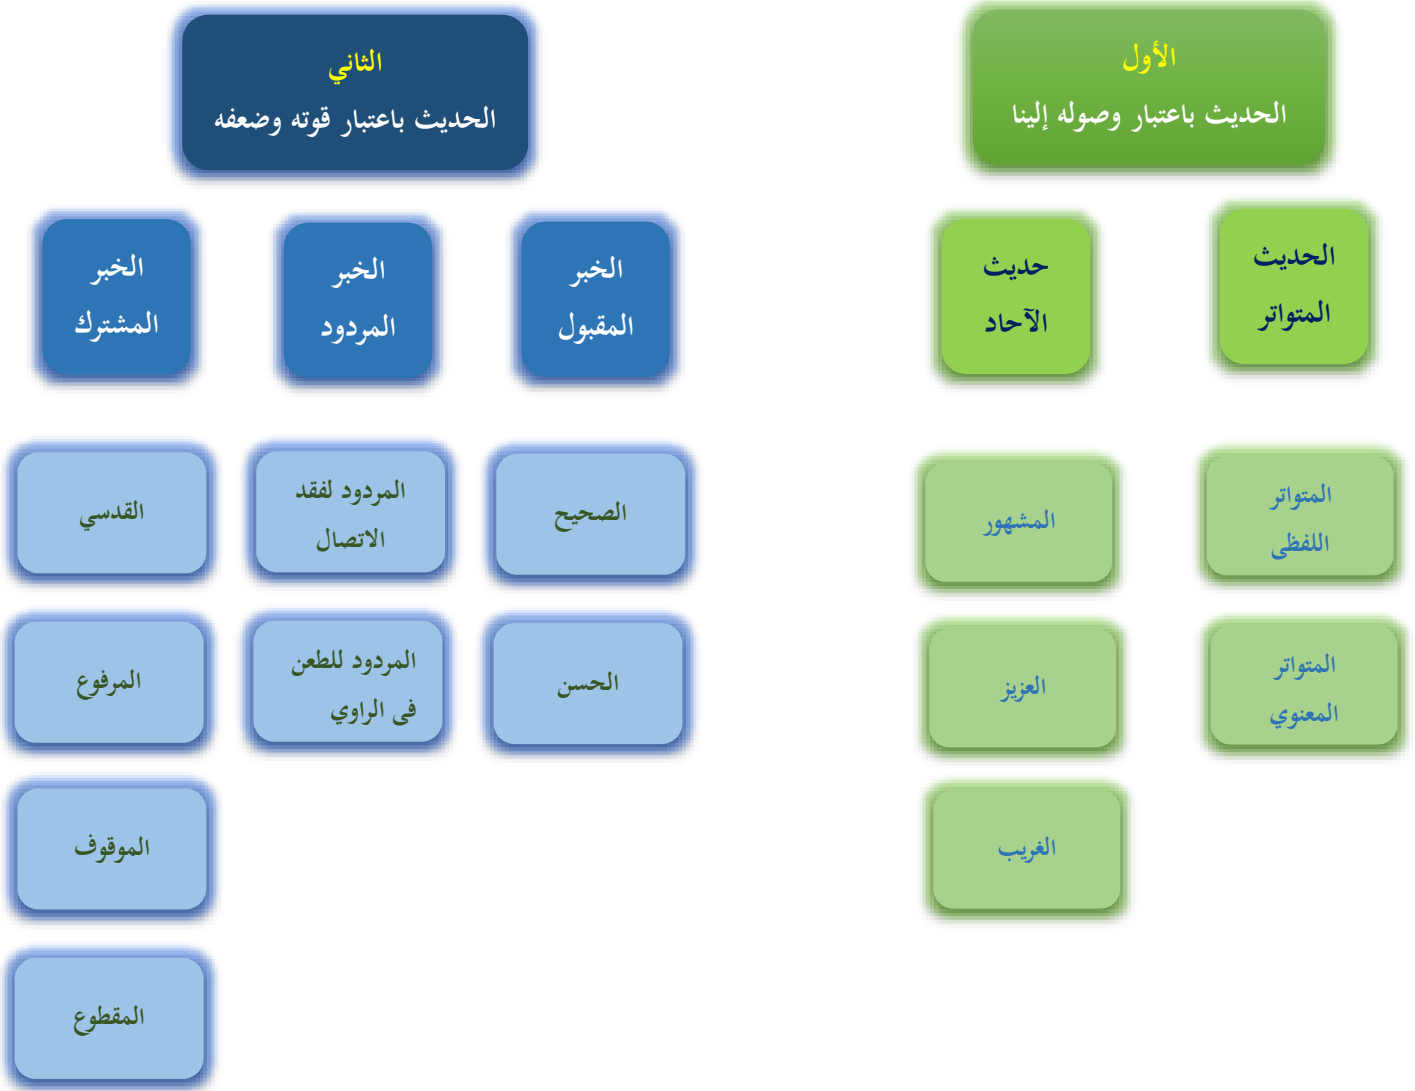 الأول
الحديث باعتبار وصوله إلينا
الحديث
المتواتر
المتواتر
اللفظى
المتواتر
المعنوي
حديث
الآحاد
المشهور
العزيز
الغريب
الثاني
الحديث باعتبار قوته وضعفه
الخبر
المقبول
الصحيح
الحسن
الخبر
المردود
المردود لفقد
الاتصال
المردود للطعن
فى الراوي
الخبر
المشترك
القدسي
المرفوع
الموقوف
المقطوع